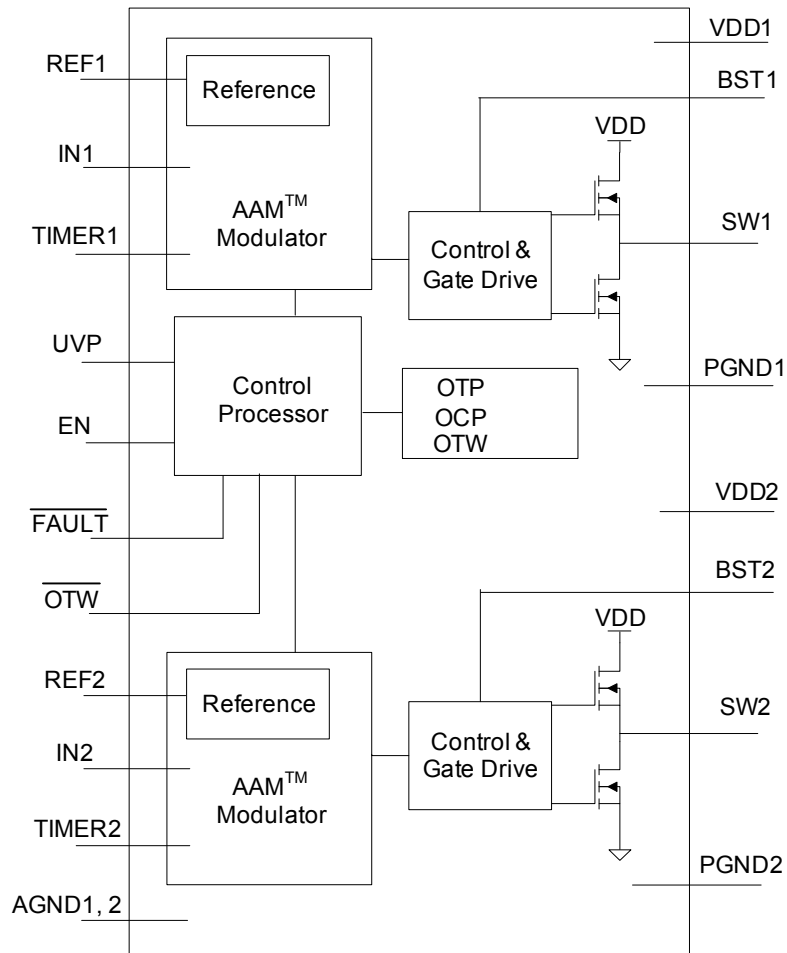 VDD1
REF1
Reference
BST1
VDD
IN1
AAM™
Modulator
TIMER1
Control &
Gate Drive
SW1
UVP
Control
Processor
PGND1
OTP
OCP
OTW
EN
VDD2
FAULT
BST2
OTW
VDD
REF2
Reference
SW2
IN2
AAM™
Modulator
Control &
Gate Drive
TIMER2
PGND2
AGND1, 2